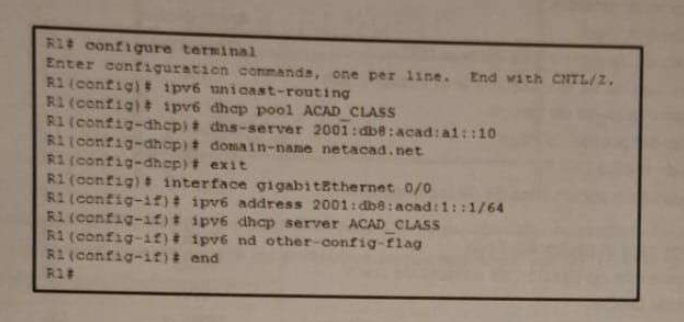 R1# configure terminal
Enter configuration commands, one per line. End with CNTL/Z.
R1(config)# ipv6 unicast-routing
R1(config)# ipv6 dhcp pool ACAD_CLASS
R1(config-dhcp)# dns-server 2001:db8:acad:a1::10
R1(config-dhcp)# domain-name netacad.net
R1(config-dhcp)# exit
R1(config)# interface gigabitEthernet 0/0
R1(config-if)# ipv6 address 2001:db8:acad:1::1/64
R1(config-if)# ipv6 dhcp server ACAD_CLASS
R1(config-if)# ipv6 nd other-config-flag
R1(config-if)# end
R1#